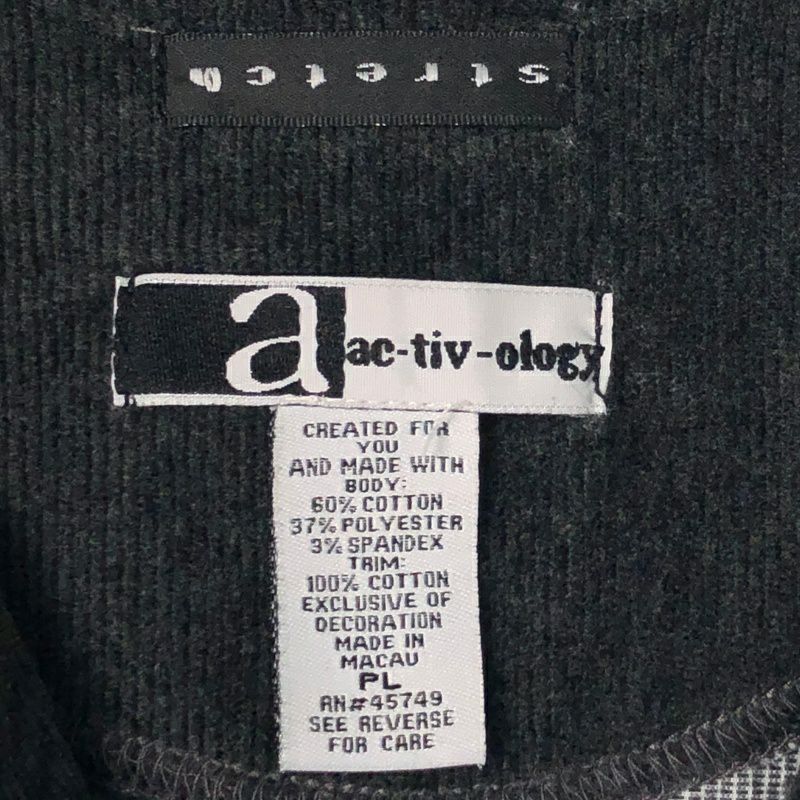 stretch
a
ac-tiv-ology
CREATED FOR
YOU
AND MADE WITH
BODY:
60% COTTON
37% POLYESTER
3% SPANDEX
TRIM:
100% COTTON
EXCLUSIVE OF
DECORATION
MADE IN
MACAU
PL
RN#45749
SEE REVERSE
FOR CARE